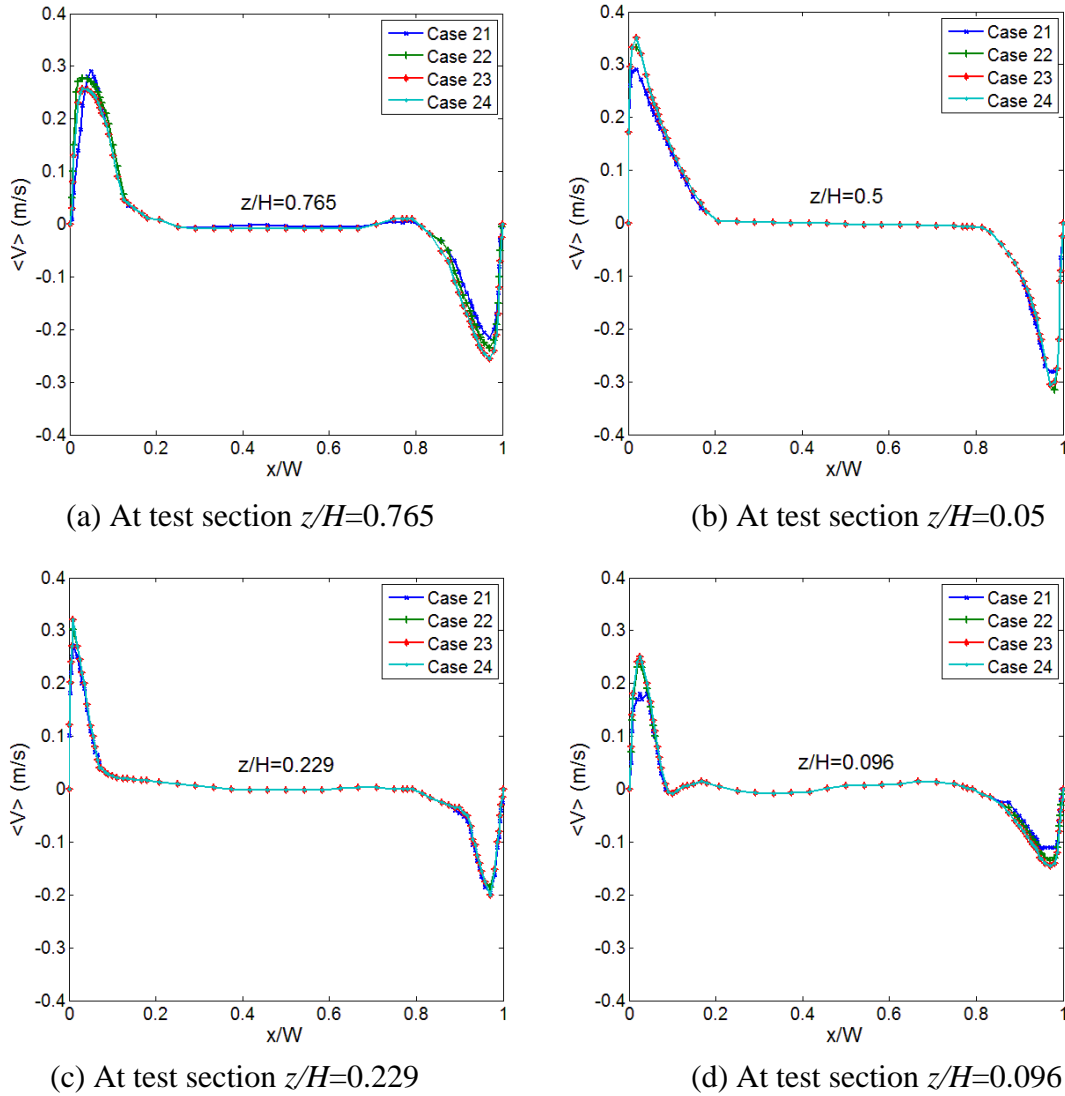 0.4
0.3
0.2
0.1
0
-0.1
-0.2
-0.3
-0.4
<V> (m/s)
Case 21
Case 22
Case 23
Case 24
z/H=0.765
0 0.2 0.4 0.6 0.8 1
x/W
(a) At test section z/H=0.765
0.4
0.3
0.2
0.1
0
-0.1
-0.2
-0.3
-0.4
<V> (m/s)
Case 21
Case 22
Case 23
Case 24
z/H=0.5
0 0.2 0.4 0.6 0.8 1
x/W
(b) At test section z/H=0.05
0.4
0.3
0.2
0.1
0
-0.1
-0.2
-0.3
-0.4
<V> (m/s)
Case 21
Case 22
Case 23
Case 24
z/H=0.229
0 0.2 0.4 0.6 0.8 1
x/W
(c) At test section z/H=0.229
0.4
0.3
0.2
0.1
0
-0.1
-0.2
-0.3
-0.4
<V> (m/s)
Case 21
Case 22
Case 23
Case 24
z/H=0.096
0 0.2 0.4 0.6 0.8 1
x/W
(d) At test section z/H=0.096